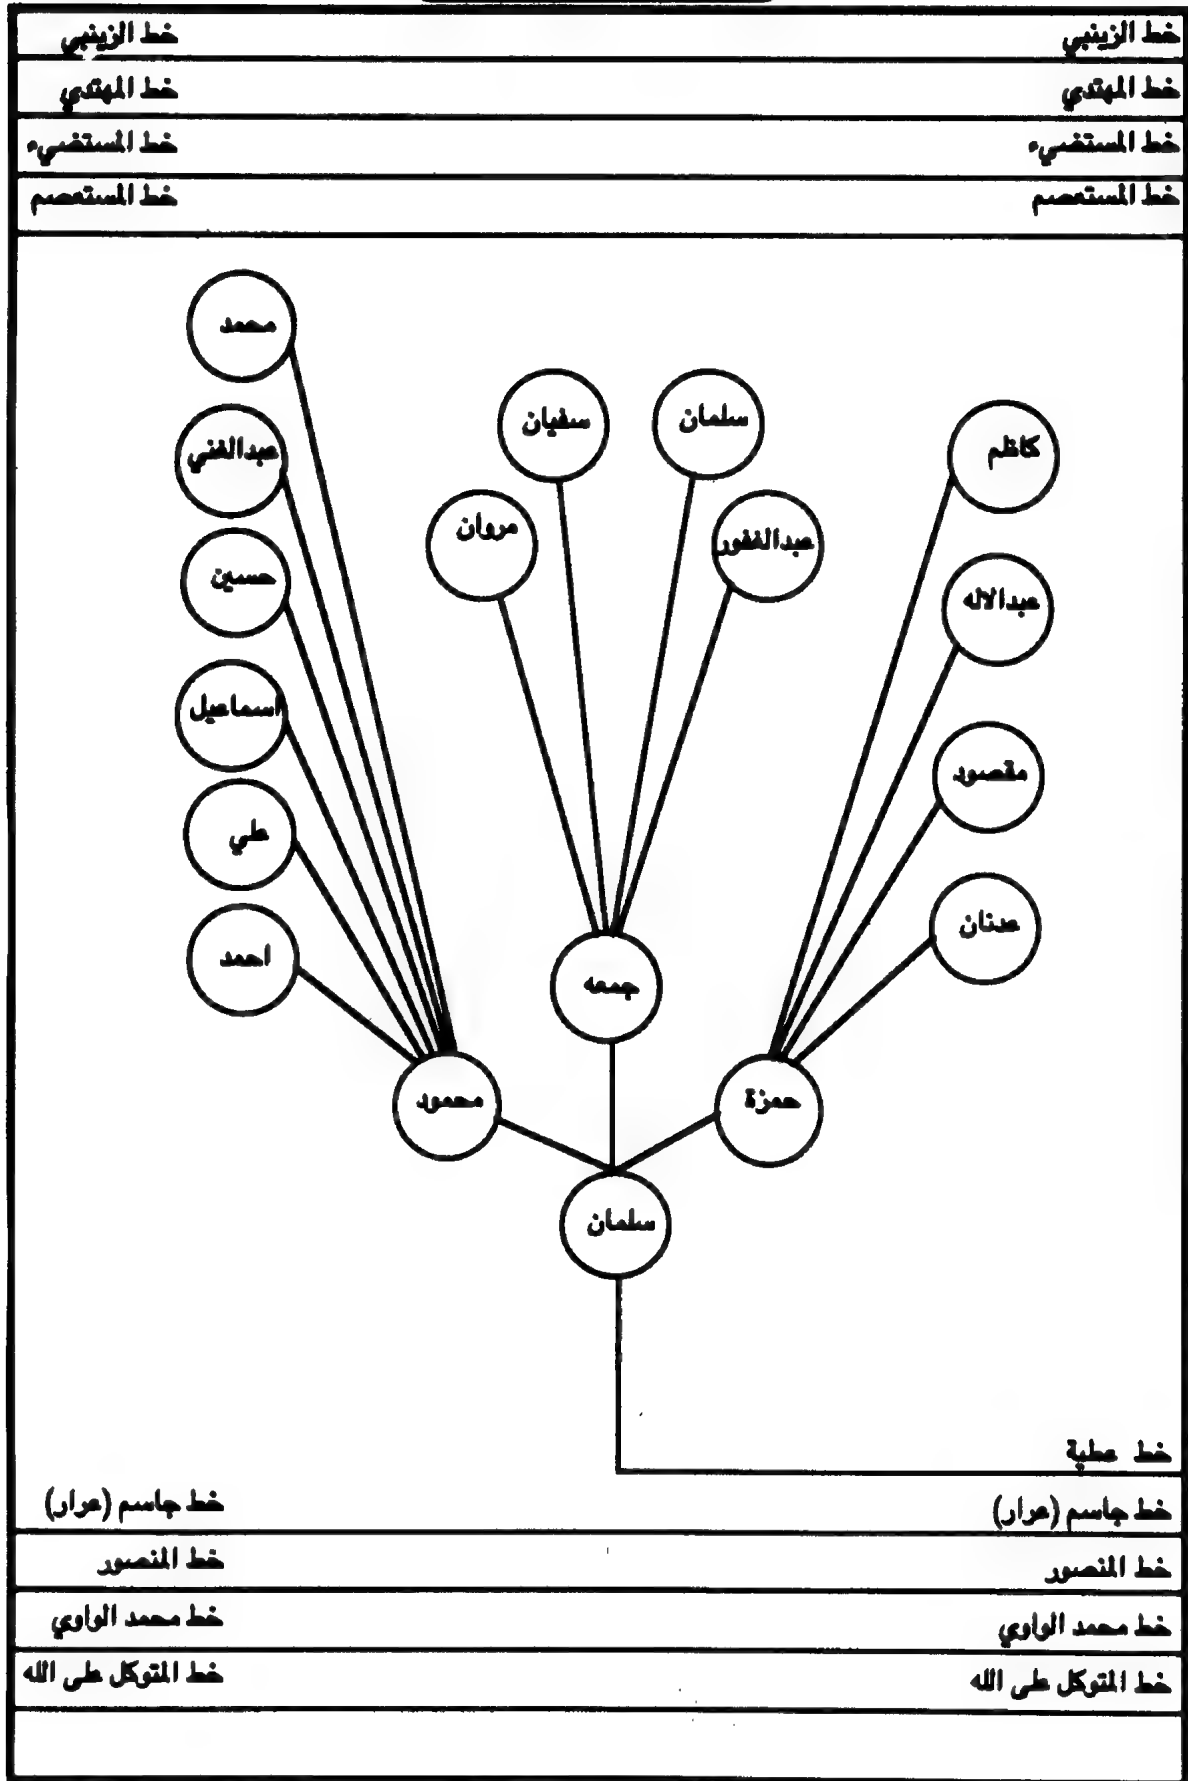 خط الزينبي خط الزينبي
خط المهتدي خط المهتدي
خط المستضيء خط المستضيء
خط المستعصم خط المستعصم
محمد
سلمان سفيان
كاظم
عبدالغني
عبدالغفور مروان
حسين
عبدالاله
اسماعيل
مقصود
علي
عدنان
احمد
جمعه
حمزة محمود
سلمان
خط عطية
خط جاسم (عرار) خط جاسم (عرار)
خط المنصور خط المنصور
خط محمد الراوي خط محمد الراوي
خط المتوكل على الله خط المتوكل على الله